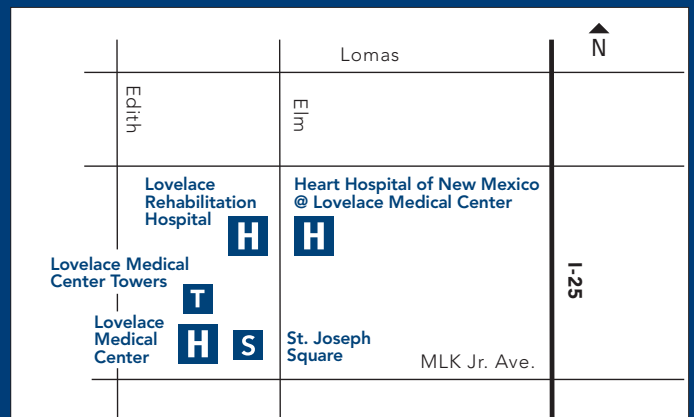 N
Lomas
Edith
Elm
Lovelace
Rehabilitation
Hospital
H
Heart Hospital of New Mexico
@ Lovelace Medical Center
H
I-25
Lovelace Medical
Center Towers
T
Lovelace
Medical
Center
H
S
St. Joseph
Square
MLK Jr. Ave.